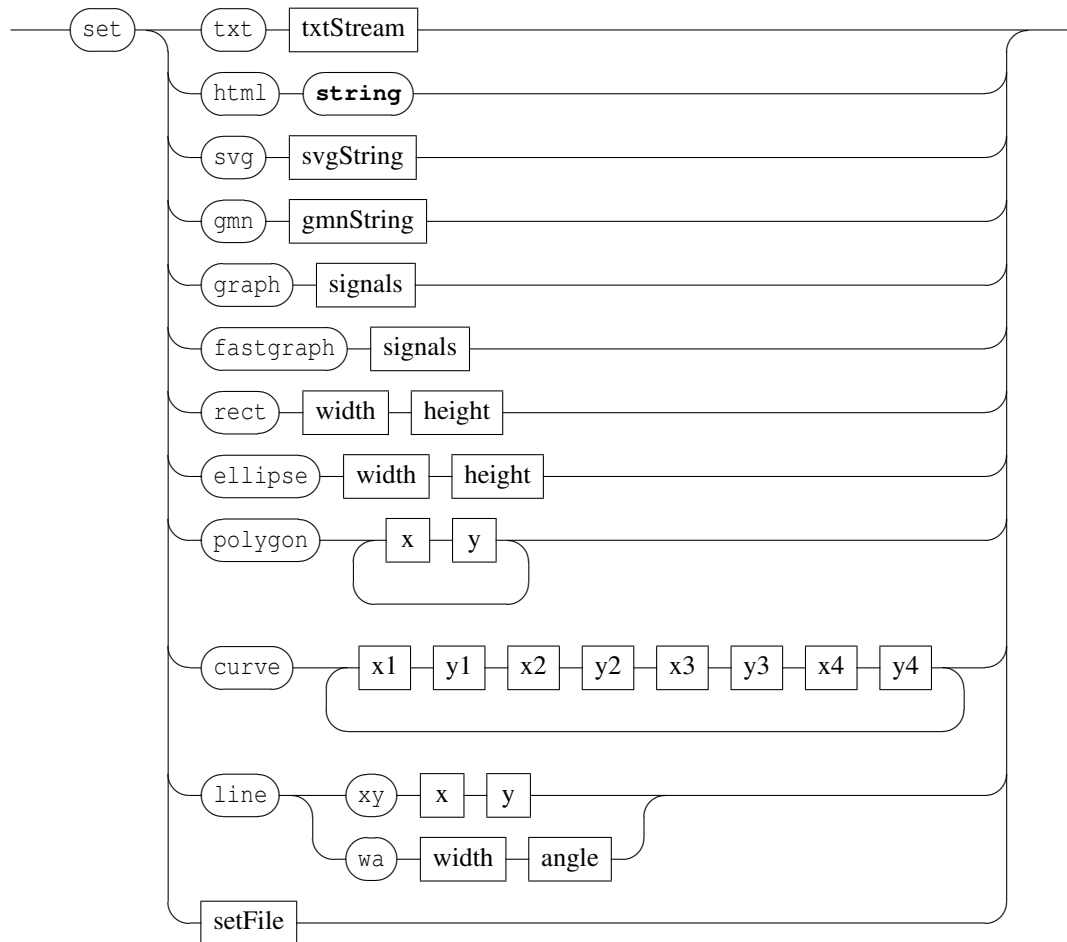 set txt txtStream
html string
svg svgString
gmn gmnString
graph signals
fastgraph signals
rect width height
ellipse width height
polygon x y
curve x1 y1 x2 y2 x3 y3 x4 y4
line xy x y
wa width angle
setFile